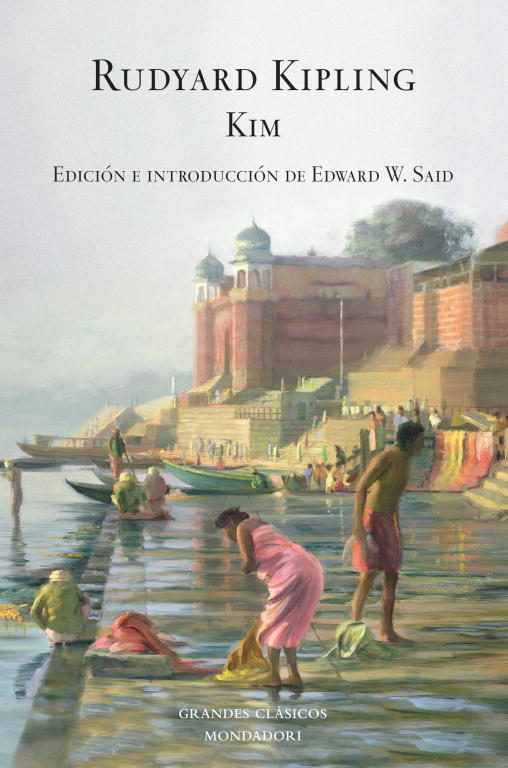 Rudyard Kipling
Kim
Edición e introducción de Edward W. Said
GRANDES CLÁSICOS
MONDADORI